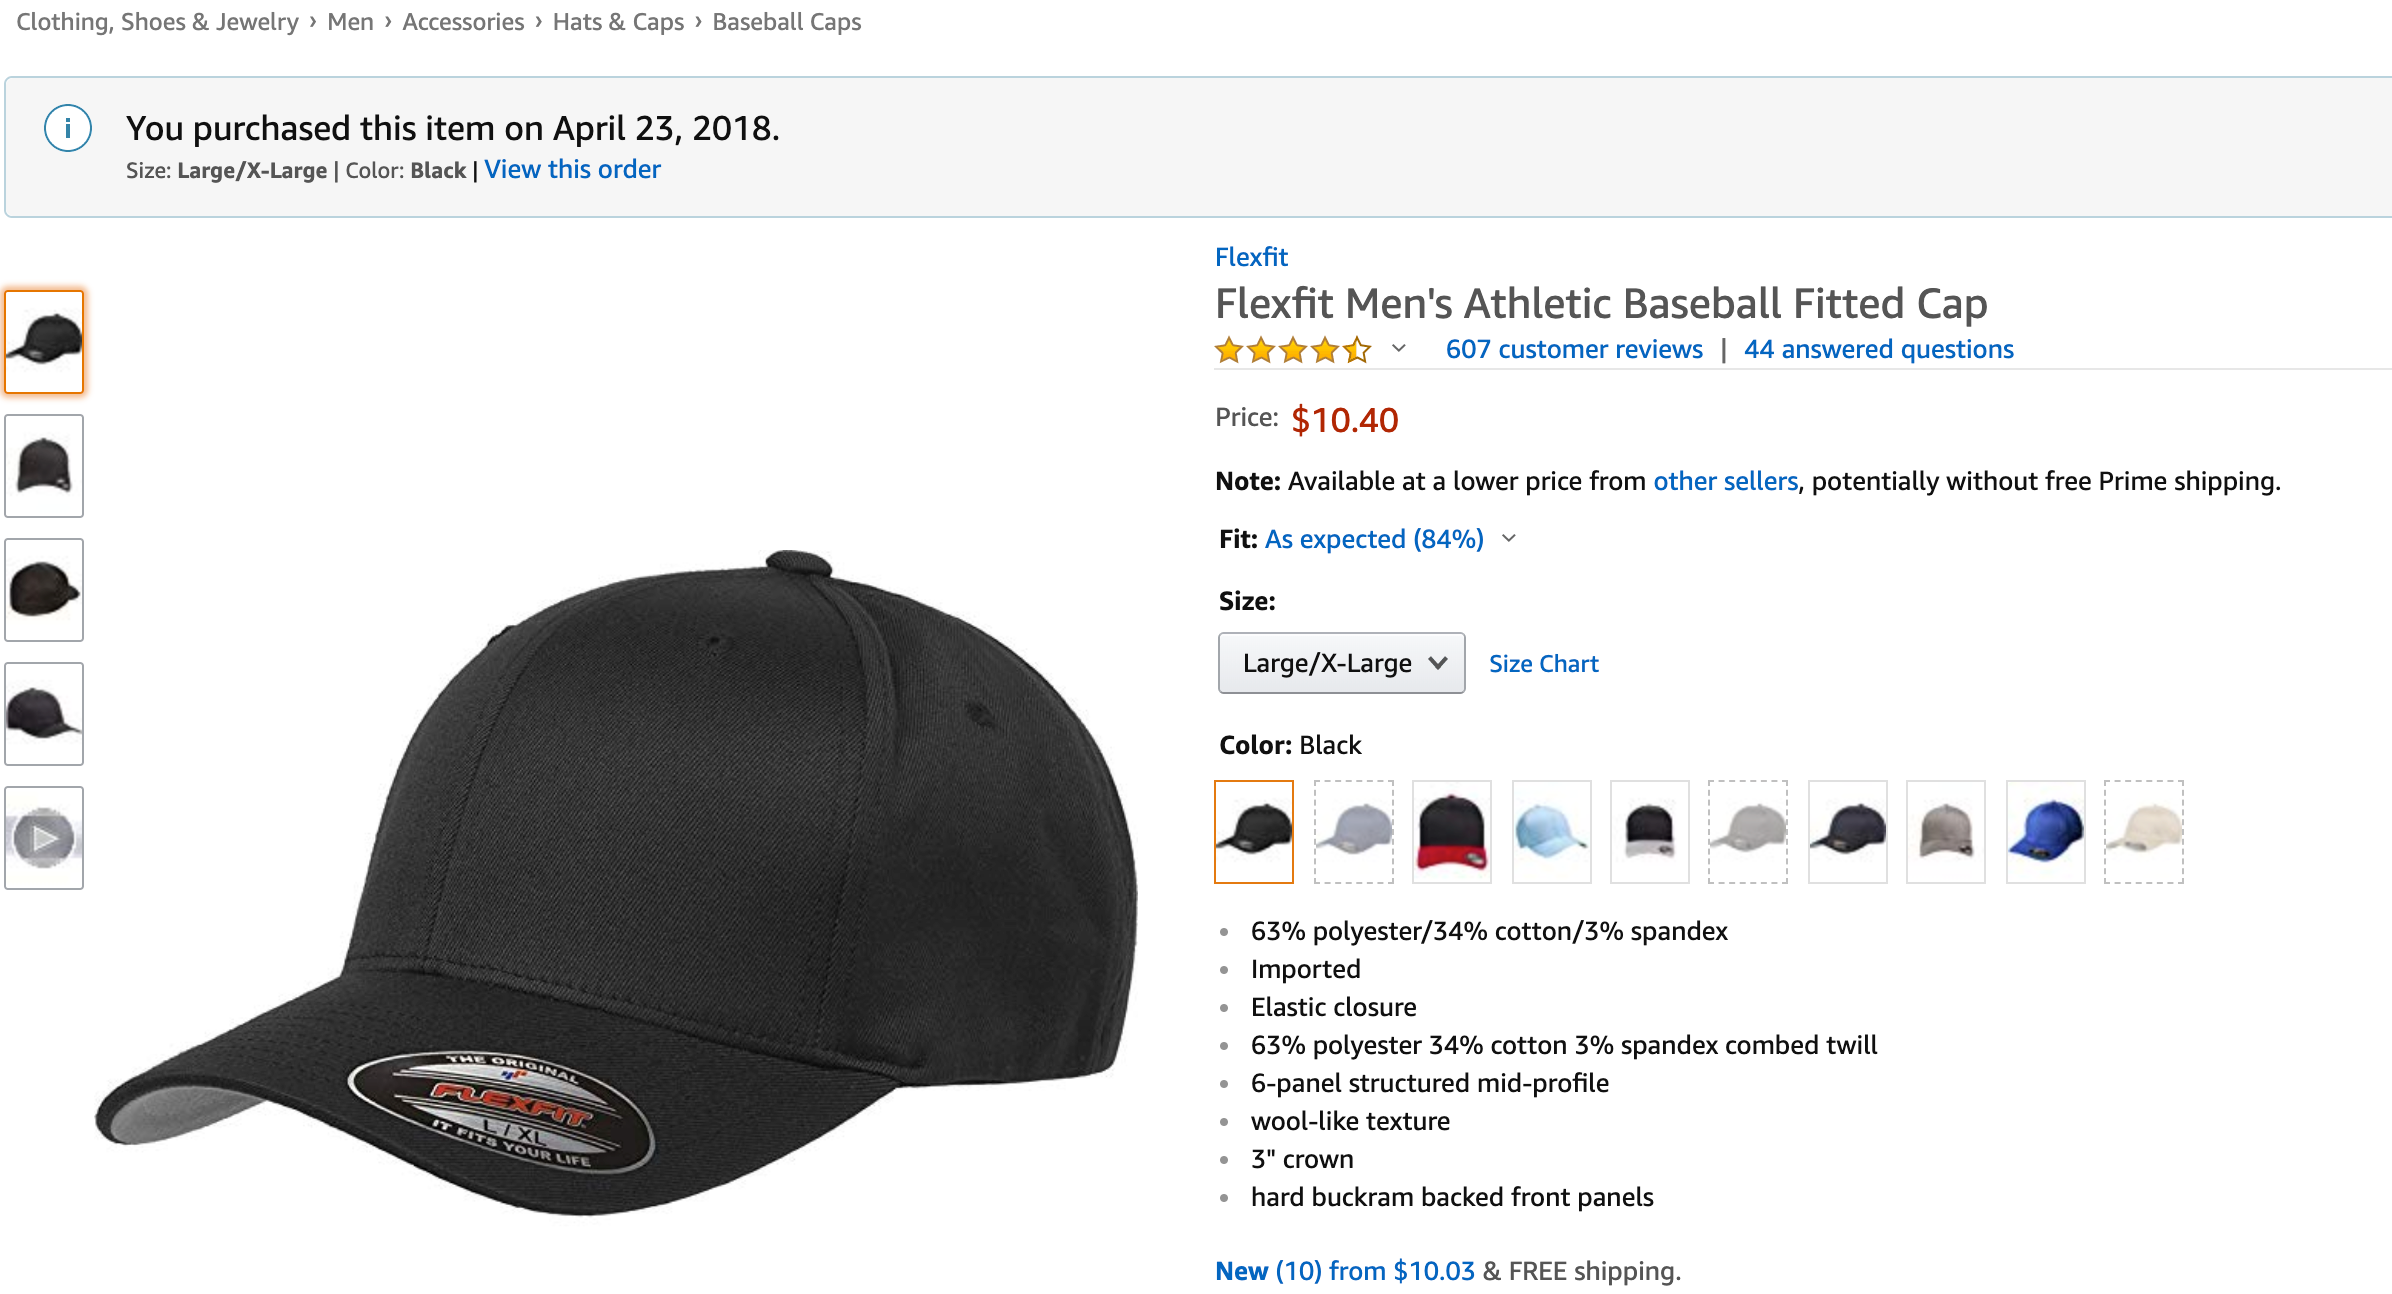 Clothing, Shoes & Jewelry › Men › Accessories › Hats & Caps › Baseball Caps
You purchased this item on April 23, 2018.
Size: Large/X-Large | Color: Black | View this order
Flexfit
Flexfit Men's Athletic Baseball Fitted Cap
607 customer reviews | 44 answered questions
Price: $10.40
Note: Available at a lower price from other sellers, potentially without free Prime shipping.
Fit: As expected (84%)
Size:
Large/X-Large Size Chart
Color: Black
• 63% polyester/34% cotton/3% spandex
• Imported
• Elastic closure
• 63% polyester 34% cotton 3% spandex combed twill
• 6-panel structured mid-profile
• wool-like texture
• 3" crown
• hard buckram backed front panels
New (10) from $10.03 & FREE shipping.
THE ORIGINAL
FLEXFIT
L / XL
IT FITS YOUR LIFE